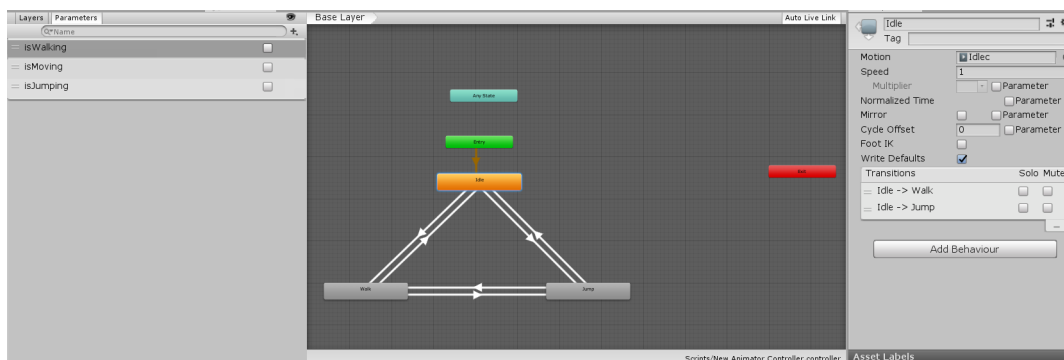 Layers Parameters
Name
isWalking
isMoving
isJumping
Base Layer
Auto Live Link
Any State
Entry
Idle
Exit
Walk
Jump
Scripts/New Animator Controller.controller
Idle
Tag
Motion Idlec
Speed 1
Multiplier Parameter
Normalized Time Parameter
Mirror Parameter
Cycle Offset 0 Parameter
Foot IK
Write Defaults
Transitions Solo Mute
Idle -> Walk
Idle -> Jump
Add Behaviour
Asset Labels